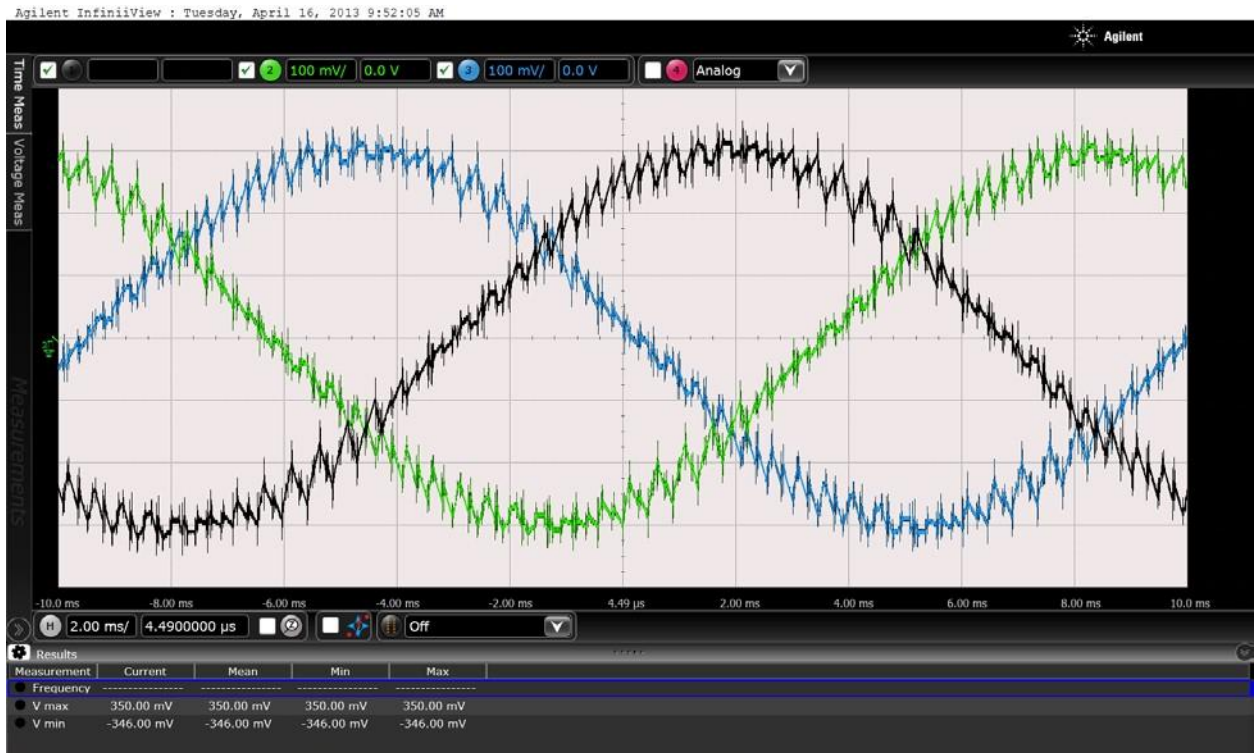 Agilent InfiniiView : Tuesday, April 16, 2013 9:52:05 AM
Agilent
2 100 mV/ 0.0 V 3 100 mV/ 0.0 V 4 Analog
Time Meas
Voltage Meas
Measurements
-10.0 ms -8.00 ms -6.00 ms -4.00 ms -2.00 ms 4.49 µs 2.00 ms 4.00 ms 6.00 ms 8.00 ms 10.0 ms
H 2.00 ms/ 4.4900000 µs Z Off
Results
Measurement Current Mean Min Max
Frequency ---------------- ---------------- ---------------- ----------------
V max 350.00 mV 350.00 mV 350.00 mV 350.00 mV
V min -346.00 mV -346.00 mV -346.00 mV -346.00 mV